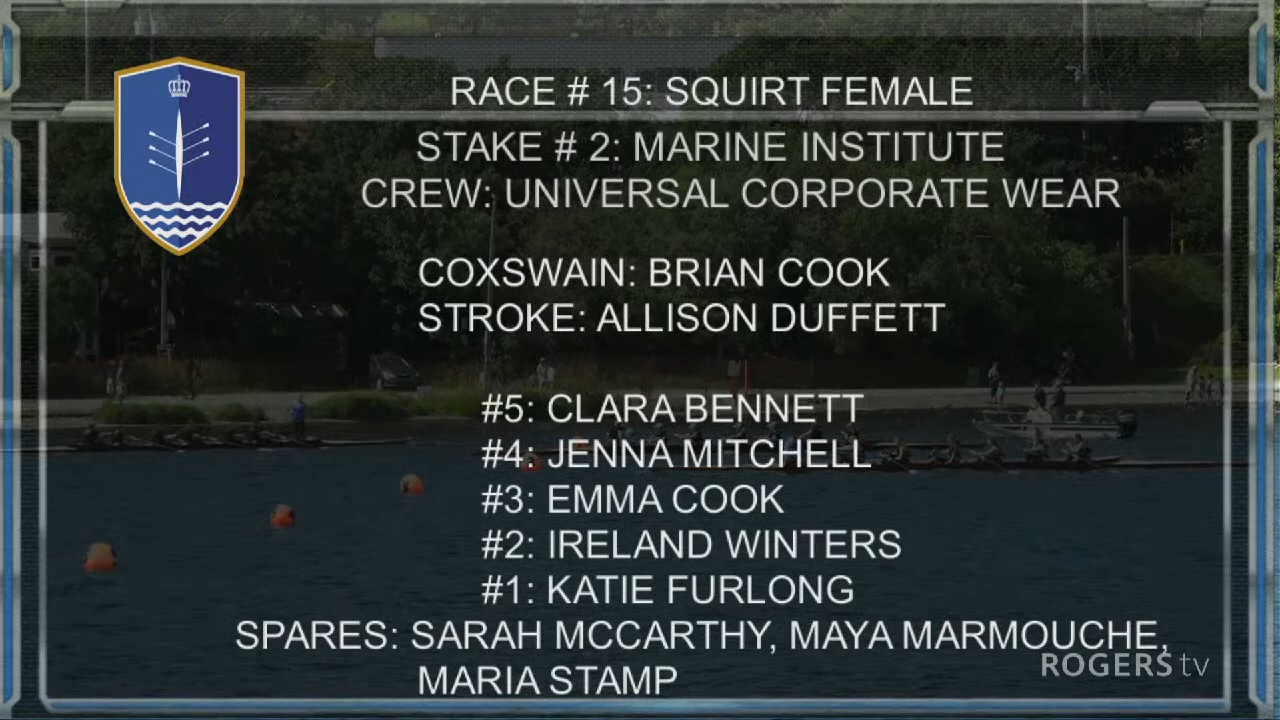 RACE # 15: SQUIRT FEMALE
STAKE # 2: MARINE INSTITUTE
CREW: UNIVERSAL CORPORATE WEAR
COXSWAIN: BRIAN COOK
STROKE: ALLISON DUFFETT
#5: CLARA BENNETT
#4: JENNA MITCHELL
#3: EMMA COOK
#2: IRELAND WINTERS
#1: KATIE FURLONG
SPARES: SARAH MCCARTHY, MAYA MARMOUCHE,
MARIA STAMP
ROGERS tv